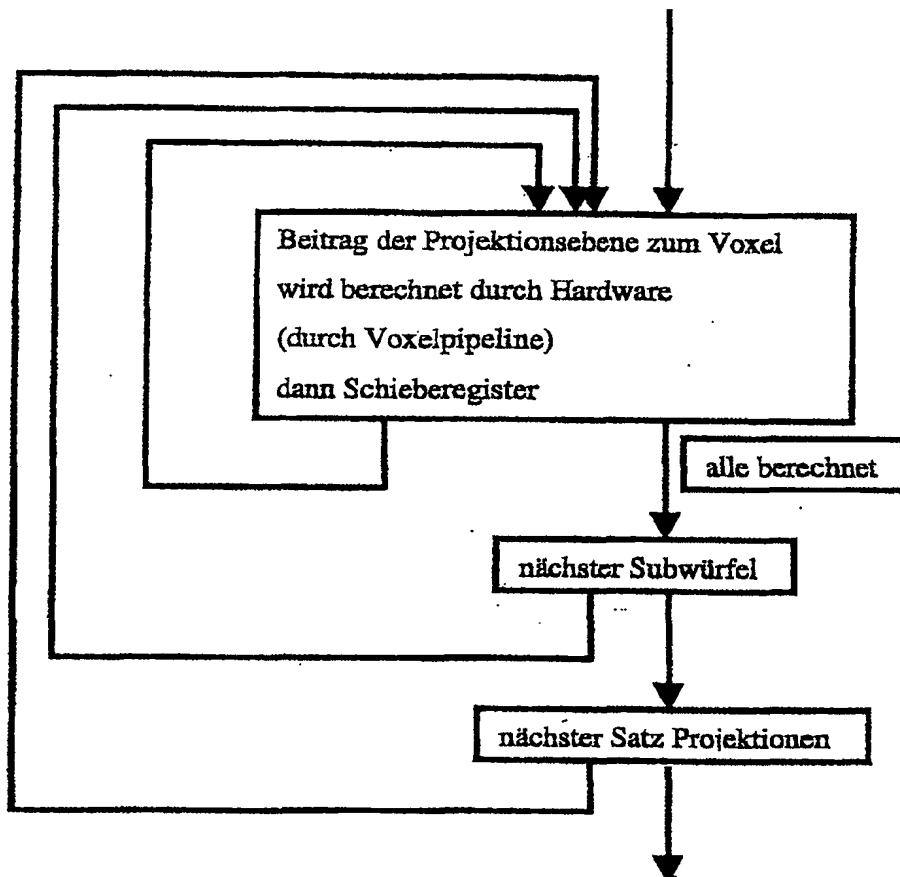 Beitrag der Projektionsebene zum Voxel
wird berechnet durch Hardware
(durch Voxelpipeline)
dann Schieberegister
alle berechnet
nächster Subwürfel
nächster Satz Projektionen